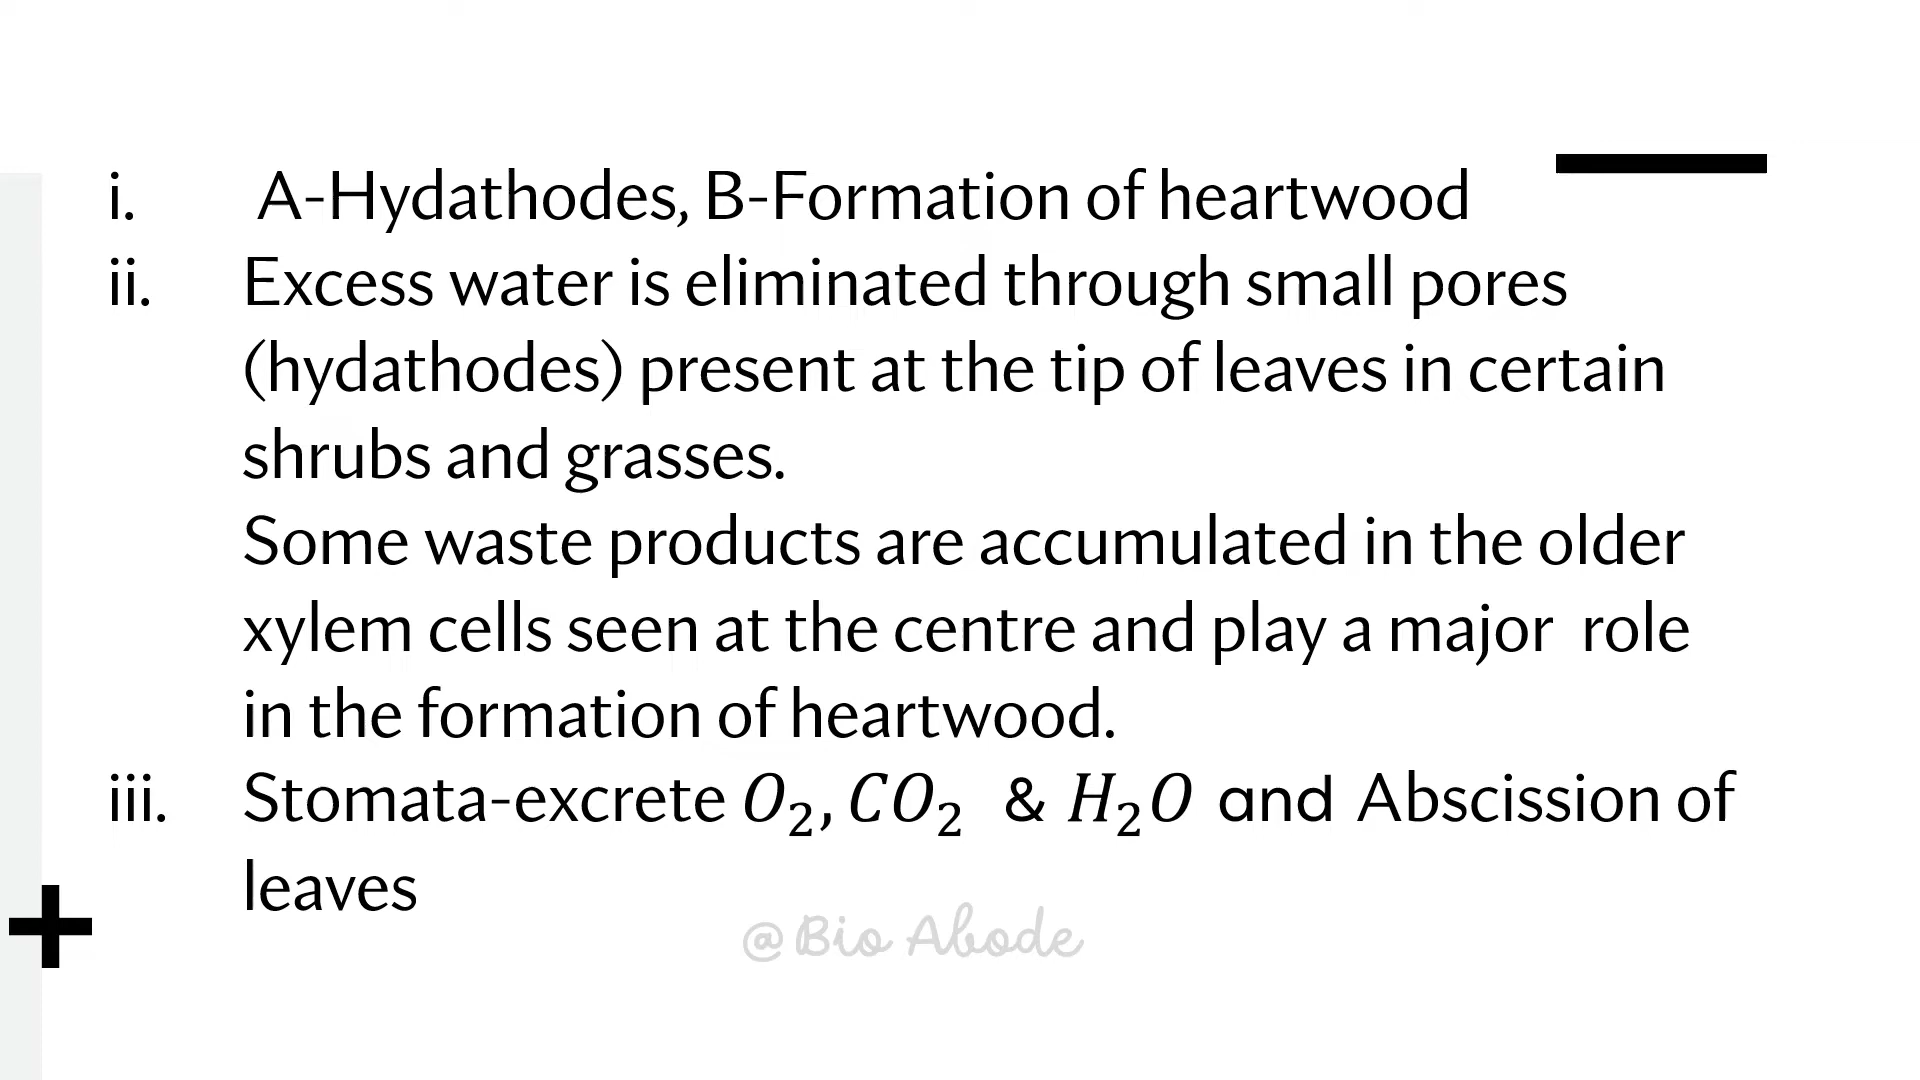 i. A-Hydathodes, B-Formation of heartwood
ii. Excess water is eliminated through small pores
(hydathodes) present at the tip of leaves in certain
shrubs and grasses.
Some waste products are accumulated in the older
xylem cells seen at the centre and play a major role
in the formation of heartwood.
iii. Stomata-excrete O₂, CO₂ & H₂O and Abscission of
leaves
@Bio Abode